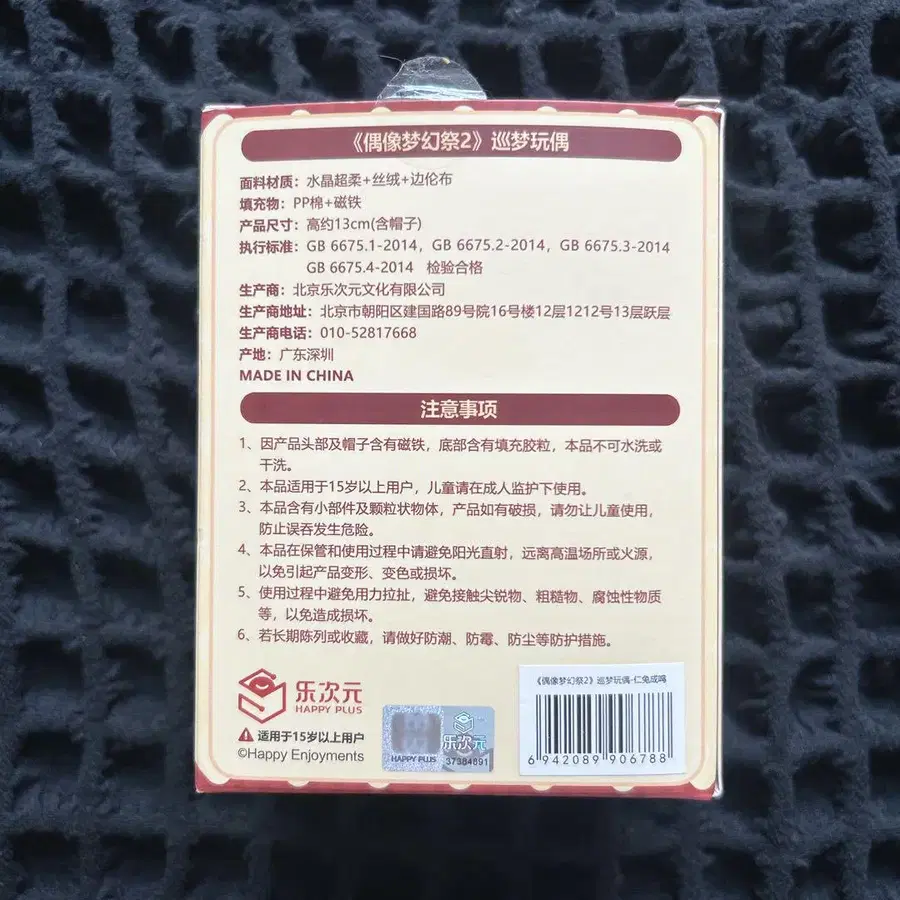 《偶像梦幻祭2》巡梦玩偶
面料材质：水晶超柔+丝绒+边伦布
填充物：PP棉+磁铁
产品尺寸：高约13cm(含帽子)
执行标准：GB 6675.1-2014，GB 6675.2-2014，GB 6675.3-2014
GB 6675.4-2014 检验合格
生产商：北京乐次元文化有限公司
生产商地址：北京市朝阳区建国路89号院16号楼12层1212号13层跃层
生产商电话：010-52817668
产地：广东深圳
MADE IN CHINA
注意事项
1、因产品头部及帽子含有磁铁，底部含有填充胶粒，本品不可水洗或
干洗。
2、本品适用于15岁以上用户，儿童请在成人监护下使用。
3、本品含有小部件及颗粒状物体，产品如有破损，请勿让儿童使用，
防止误吞发生危险。
4、本品在保管和使用过程中请避免阳光直射，远离高温场所或火源，
以免引起产品变形、变色或损坏。
5、使用过程中避免用力拉扯，避免接触尖锐物、粗糙物、腐蚀性物质
等，以免造成损坏。
6、若长期陈列或收藏，请做好防潮、防霉、防尘等防护措施。
乐次元
HAPPY PLUS
适用于15岁以上用户
©Happy Enjoyments
HAPPY PLUS
乐次元
37384891
《偶像梦幻祭2》巡梦玩偶-仁兔成鸣
6 942089 906788